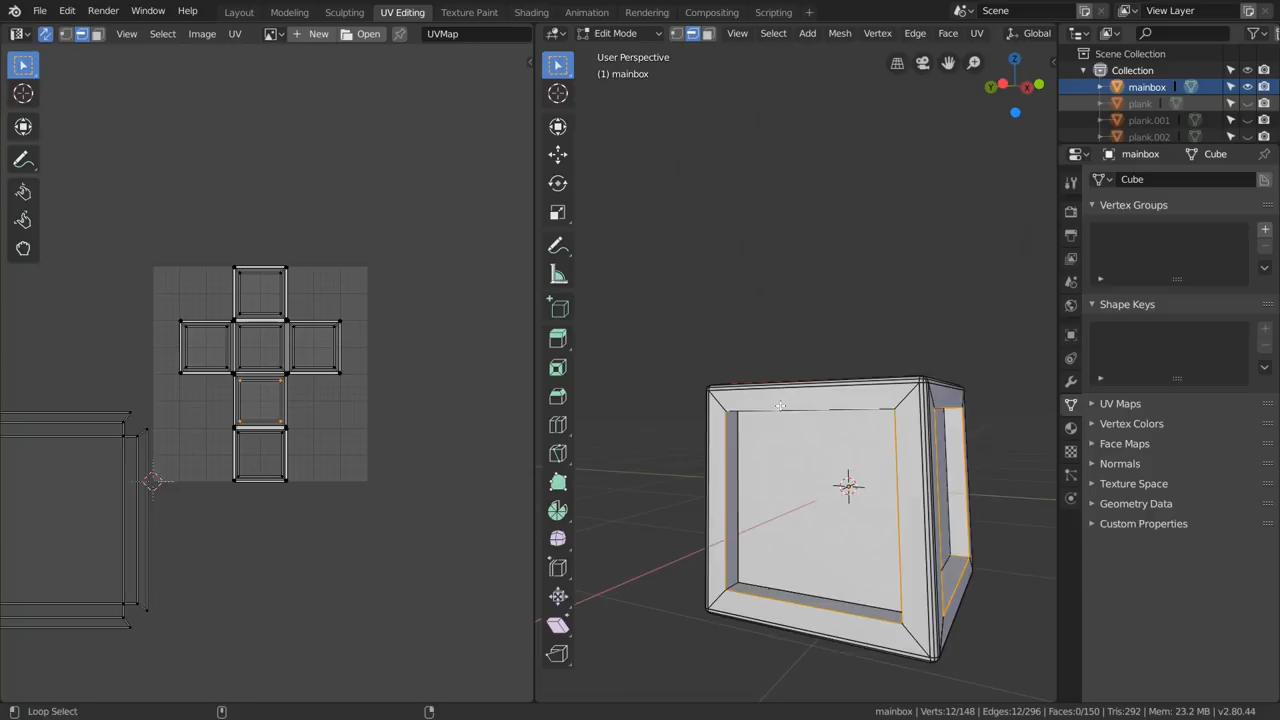 File Edit Render Window Help Layout Modeling Sculpting UV Editing Texture Paint Shading Animation Rendering Compositing Scripting + Scene View Layer
View Select Image UV New Open UVMap Edit Mode View Select Add Mesh Vertex Edge Face UV Global
User Perspective
(1) mainbox
Scene Collection
Collection
mainbox
plank
plank.001
plank.002
mainbox Cube
Cube
Vertex Groups
Shape Keys
UV Maps
Vertex Colors
Face Maps
Normals
Texture Space
Geometry Data
Custom Properties
Z
Y
X
Loop Select
mainbox | Verts:12/148 | Edges:12/296 | Faces:0/150 | Tris:292 | Mem: 23.2 MB | v2.80.44